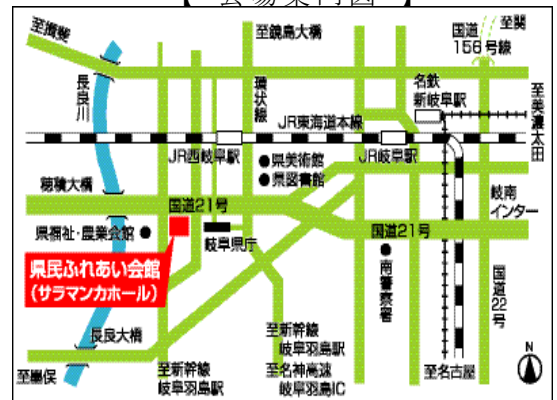 【 会場案内図 】
至揖斐
至鏡島大橋
国道
156号線
至関
長良川
環状線
名鉄
新岐阜駅
至美濃太田
JR東海道本線
JR西岐阜駅
JR岐阜駅
県美術館
県図書館
穂積大橋
国道21号
岐南
インター
県福祉・農業会館
岐阜県庁
国道21号
県民ふれあい会館
(サラマンカホール)
南警察署
国道22号
長良大橋
至新幹線
岐阜羽島駅
至墨俣
至新幹線
岐阜羽島駅
至名神高速
岐阜羽島IC
至名古屋
N